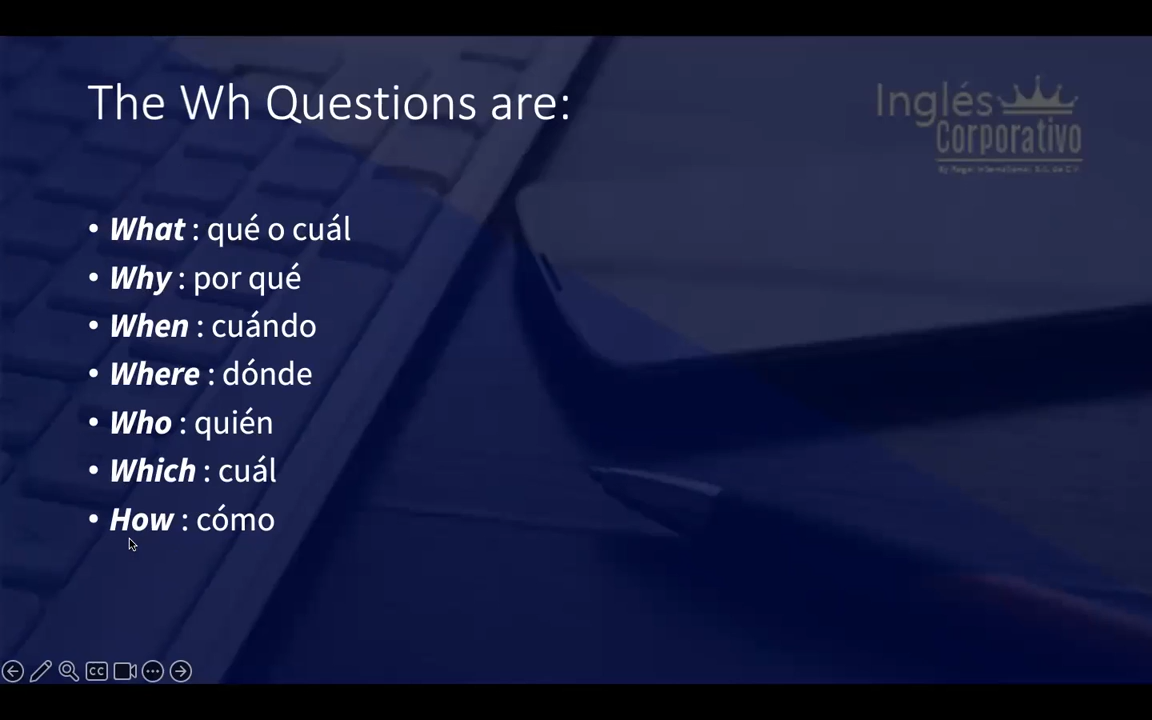 The Wh Questions are:
Inglés
Corporativo
• What : qué o cuál
• Why : por qué
• When : cuándo
• Where : dónde
• Who : quién
• Which : cuál
• How : cómo
CC